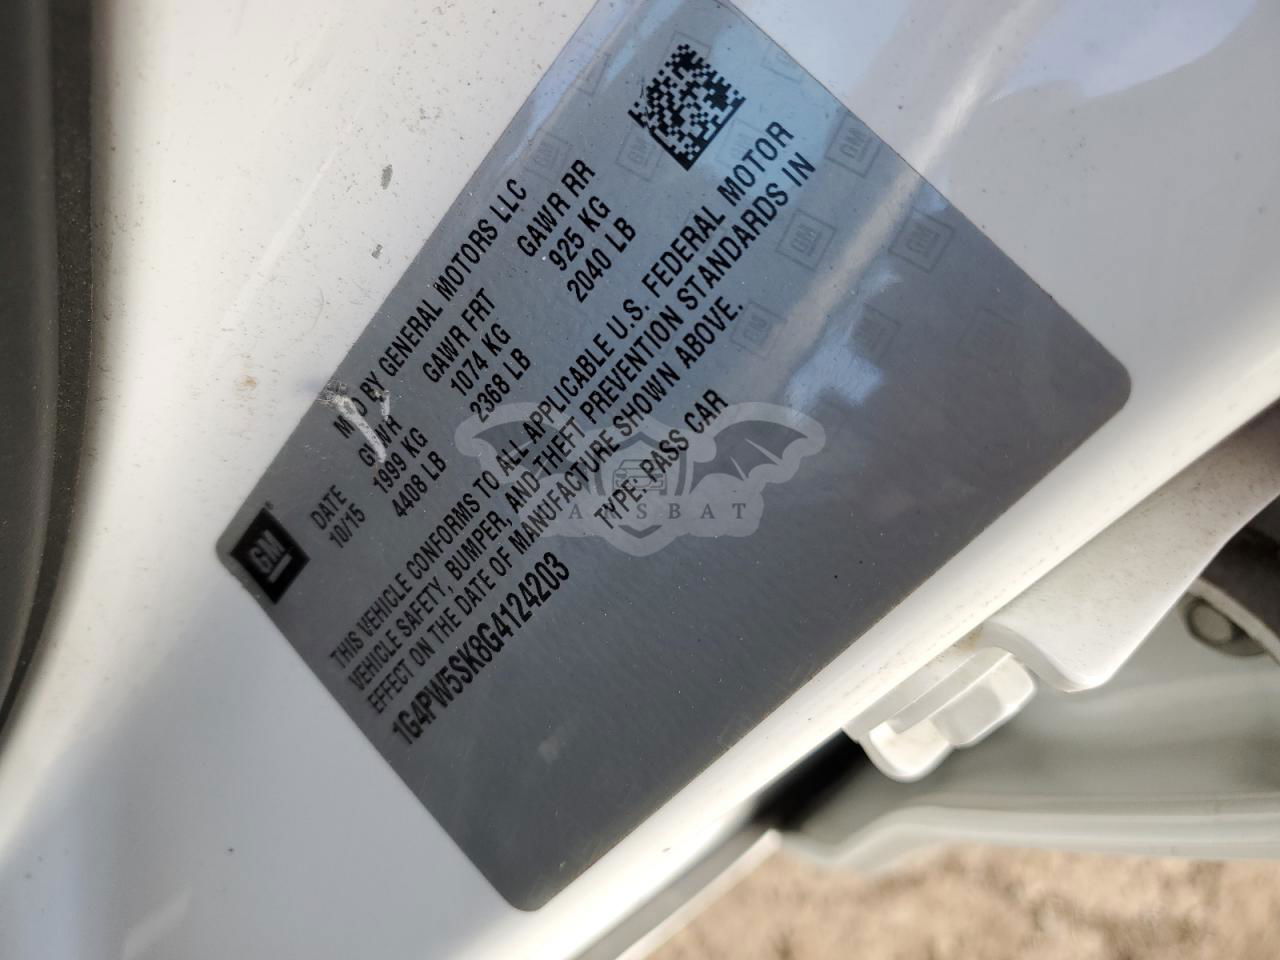 GM
MFD BY GENERAL MOTORS LLC
DATE GVWR GAWR FRT GAWR RR
10/15 1999 KG 1074 KG 925 KG
4408 LB 2368 LB 2040 LB
THIS VEHICLE CONFORMS TO ALL APPLICABLE U.S. FEDERAL MOTOR
VEHICLE SAFETY, BUMPER, AND THEFT PREVENTION STANDARDS IN
EFFECT ON THE DATE OF MANUFACTURE SHOWN ABOVE.
1G4PW5SK8G4124203 TYPE: PASS CAR
CARSBAT